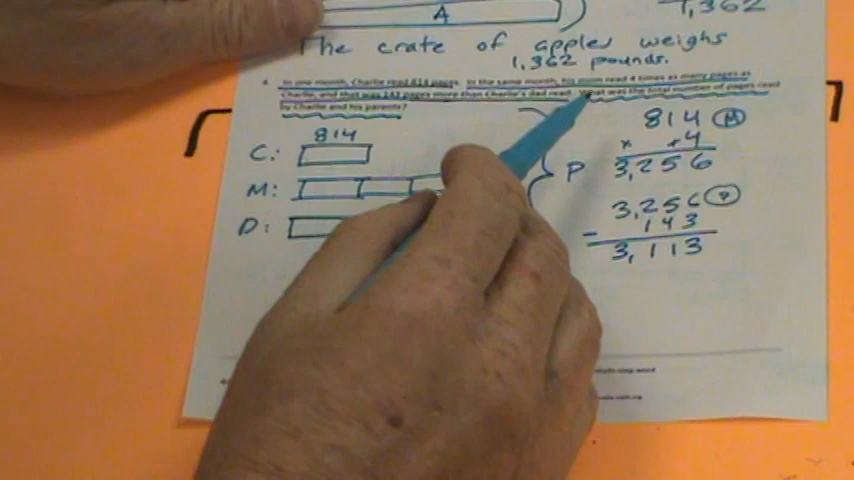 1,362
A
The crate of apples weighs
1,362 pounds.
In one month, Charlie read 814 pages. In the same month, his mom read 4 times as many pages as
Charlie, and that was 143 pages more than Charlie's dad read. What was the total number of pages read
by Charlie and his parents?
814
C:
M:
D:
P
814 M
x 4
3,256
3,256
- 143
3,113